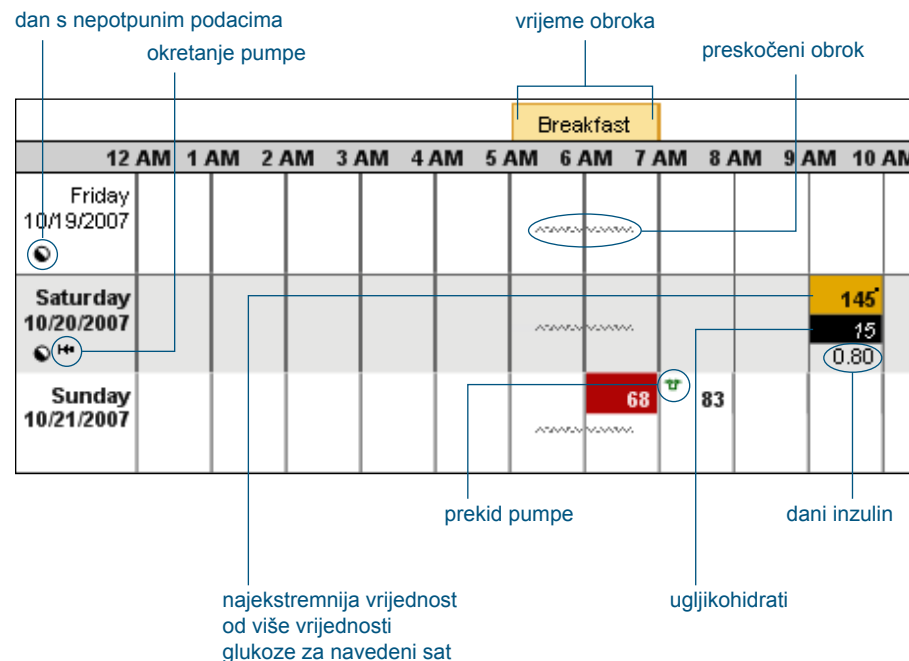 dan s nepotpunim podacima
vrijeme obroka
okretanje pumpe
preskočeni obrok
Breakfast
12 AM 1 AM 2 AM 3 AM 4 AM 5 AM 6 AM 7 AM 8 AM 9 AM 10 AM
Friday
10/19/2007
Saturday
10/20/2007
145
15
0.80
Sunday
10/21/2007
68
83
prekid pumpe
dani inzulin
najekstremnija vrijednost
od više vrijednosti
glukoze za navedeni sat
ugljikohidrati